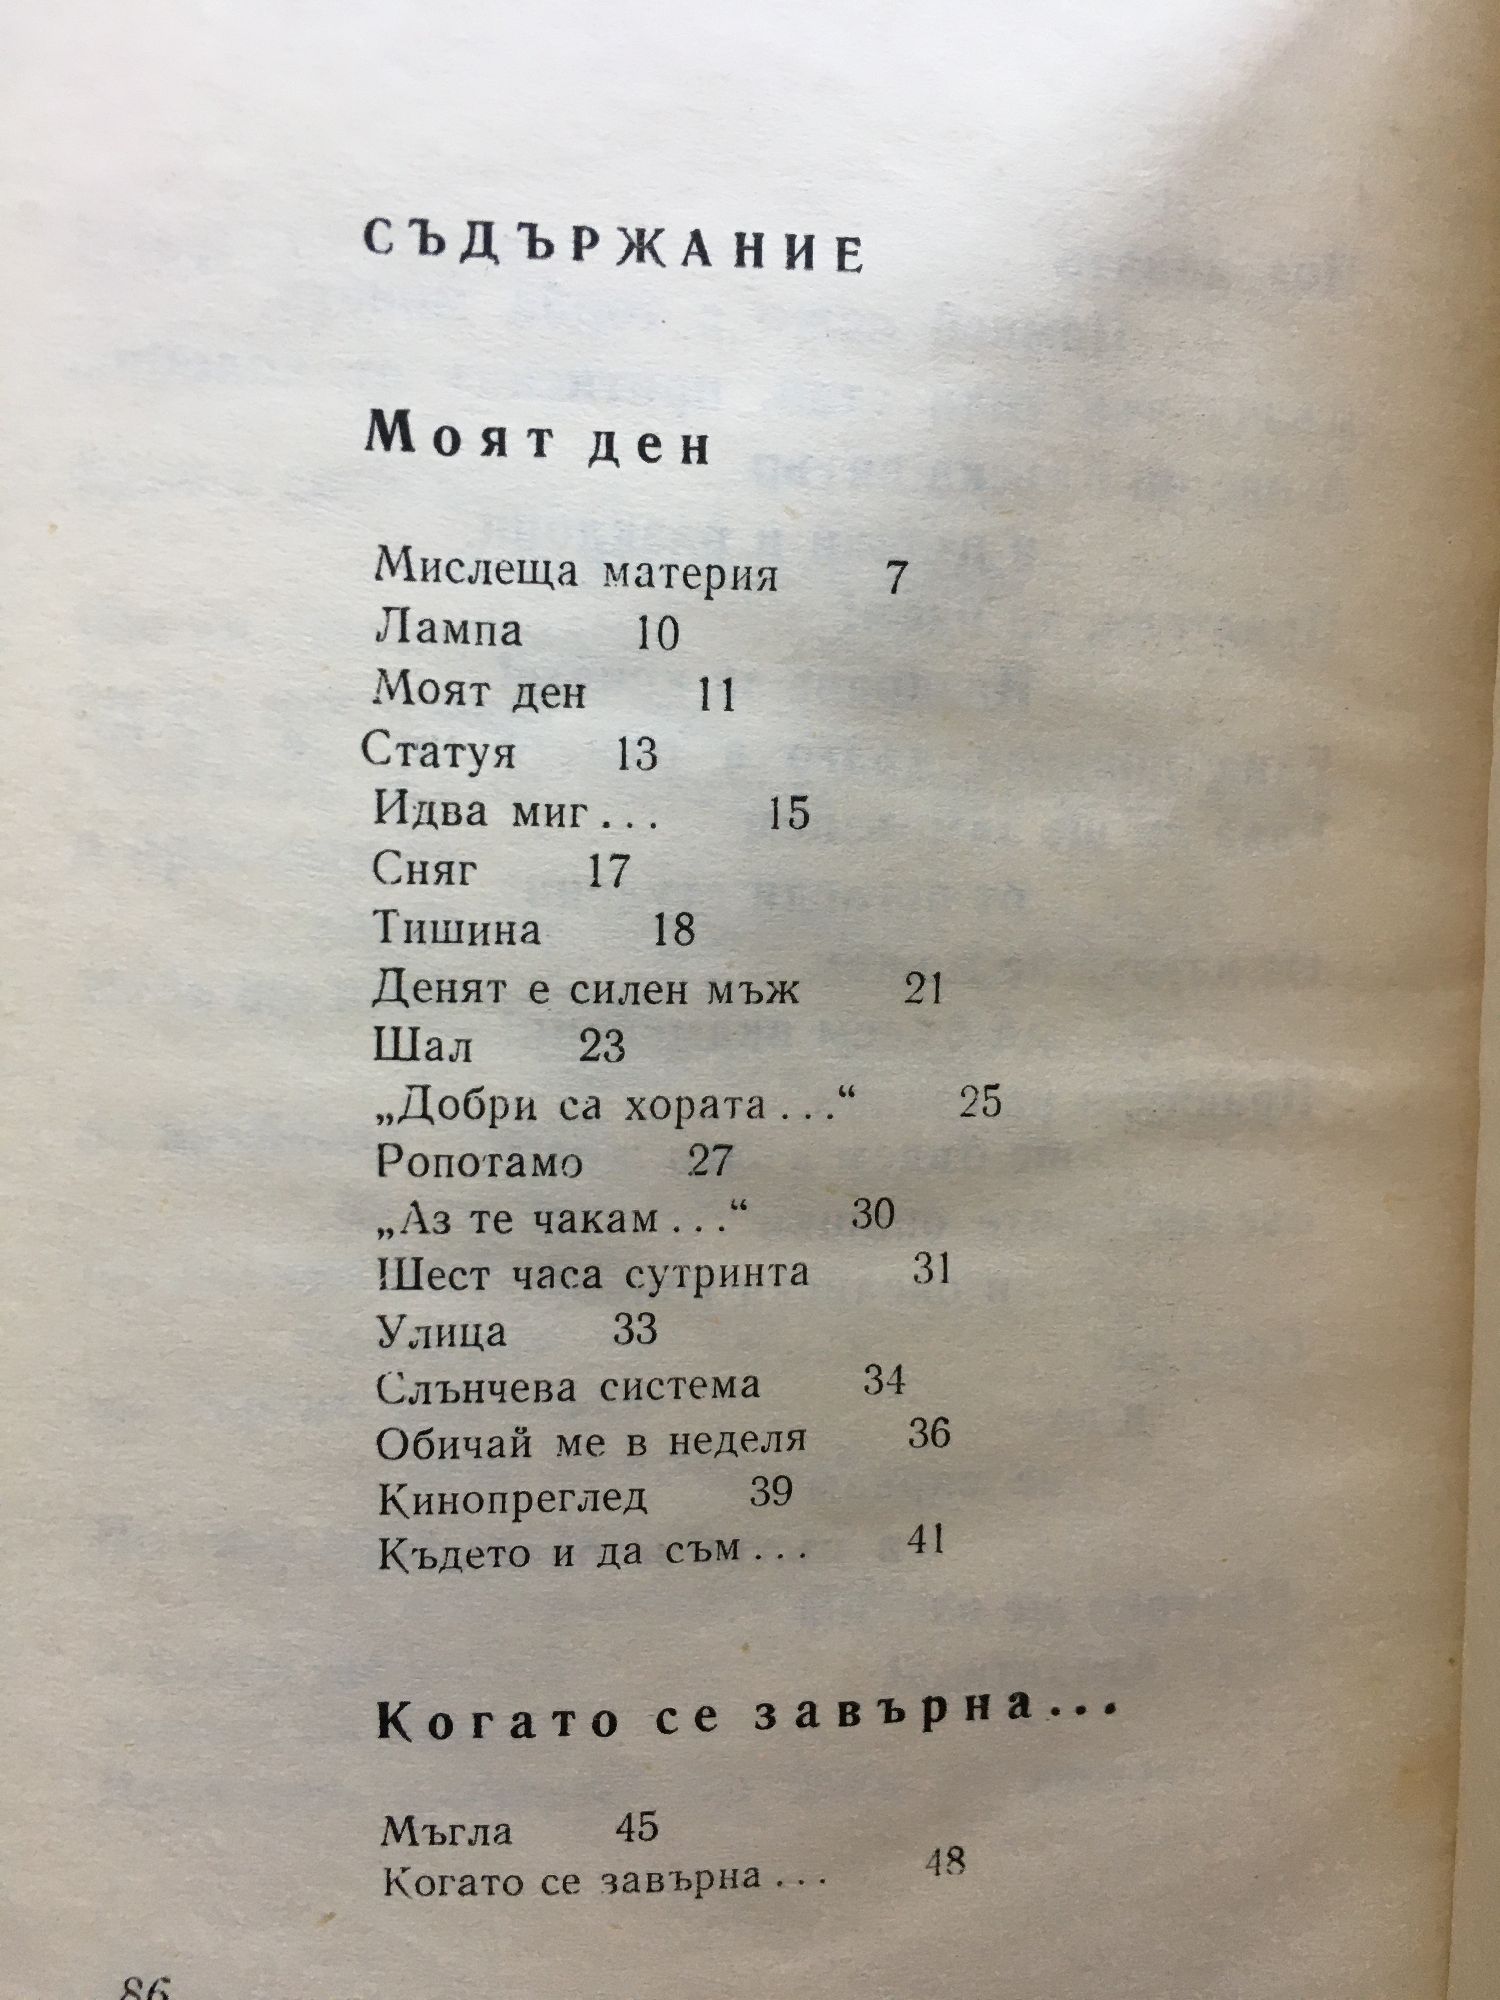 СЪДЪРЖАНИЕ
Моят ден
Мислеща материя 7
Лампа 10
Моят ден 11
Статуя 13
Идва миг... 15
Сняг 17
Тишина 18
Денят е силен мъж 21
Шал 23
„Добри са хората...“ 25
Ропотамо 27
„Аз те чакам...“ 30
Шест часа сутринта 31
Улица 33
Слънчева система 34
Обичай ме в неделя 36
Кинопреглед 39
Където и да съм... 41
Когато се завърна...
Мъгла 45
Когато се завърна... 48
86